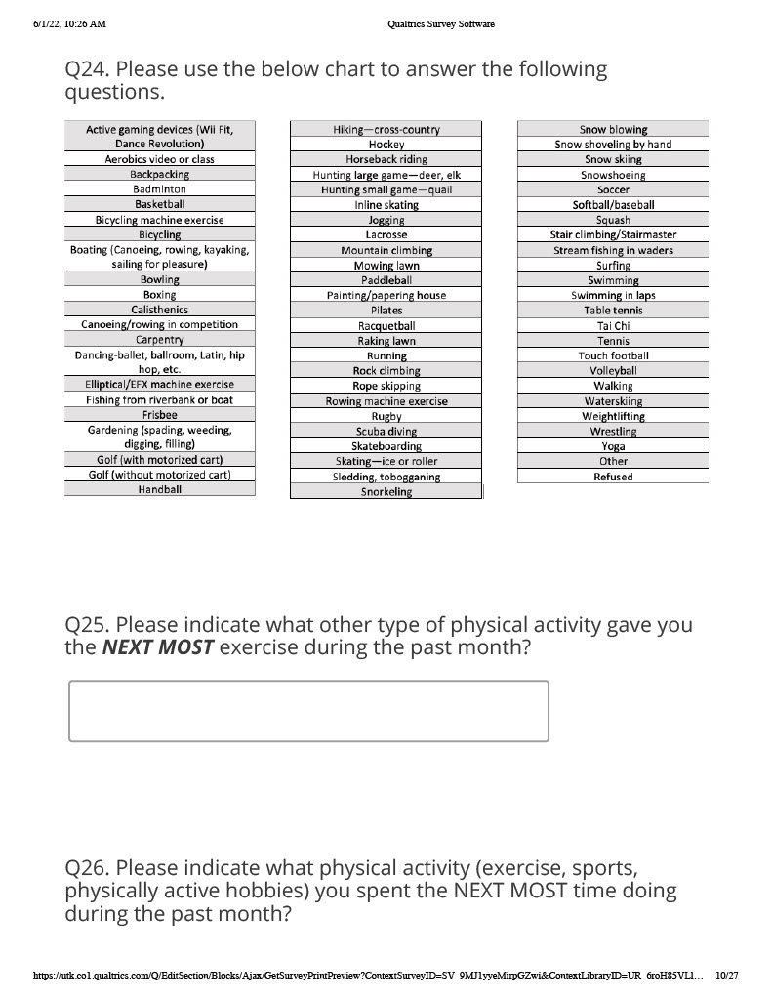 6/1/22, 10:26 AM
Qualtrics Survey Software
Q24. Please use the below chart to answer the following
questions.
Active gaming devices (Wii Fit,
Dance Revolution)
Aerobics video or class
Backpacking
Badminton
Basketball
Bicycling machine exercise
Bicycling
Boating (Canoeing, rowing, kayaking,
sailing for pleasure)
Bowling
Boxing
Calisthenics
Canoeing/rowing in competition
Carpentry
Dancing-ballet, ballroom, Latin, hip
hop, etc.
Elliptical/EFX machine exercise
Fishing from riverbank or boat
Frisbee
Gardening (spading, weeding,
digging, filling)
Golf (with motorized cart)
Golf (without motorized cart)
Handball
Hiking—cross-country
Hockey
Horseback riding
Hunting large game—deer, elk
Hunting small game—quail
Inline skating
Jogging
Lacrosse
Mountain climbing
Mowing lawn
Paddleball
Painting/papering house
Pilates
Racquetball
Raking lawn
Running
Rock climbing
Rope skipping
Rowing machine exercise
Rugby
Scuba diving
Skateboarding
Skating—ice or roller
Sledding, tobogganing
Snorkeling
Snow blowing
Snow shoveling by hand
Snow skiing
Snowshoeing
Soccer
Softball/baseball
Squash
Stair climbing/Stairmaster
Stream fishing in waders
Surfing
Swimming
Swimming in laps
Table tennis
Tai Chi
Tennis
Touch football
Volleyball
Walking
Waterskiing
Weightlifting
Wrestling
Yoga
Other
Refused
Q25. Please indicate what other type of physical activity gave you
the NEXT MOST exercise during the past month?
Q26. Please indicate what physical activity (exercise, sports,
physically active hobbies) you spent the NEXT MOST time doing
during the past month?
https://utk.co1.qualtrics.com/Q/EditSection/Blocks/Ajax/GetSurveyPrintPreview?ContextSurveyID=SV_9MJ1yyeMirpGZwi&ContextLibraryID=UR_6roH85VL1… 10/27